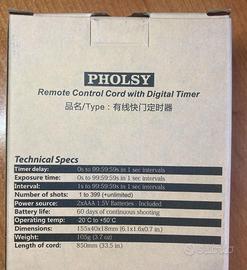 PHOLSY
Remote Control Cord with Digital Timer
品名/Type: 有线快门定时器
Technical Specs
Timer delay: 0s to 99:59:59s in 1 sec intervals
Exposure time: 0s to 99:59:59s in 1 sec intervals
Interval: 1s to 99:59:59s in 1 sec intervals
Number of shots: 1 to 399 (+unlimited)
Power source: 2xAAA 1.5V Batteries - Included
Battery life: 60 days of continuous shooting
Operating temp: -20˚C to +50˚C
Dimensions: 155x40x18mm [6.1x1.6x0.7 in]
Weight: 105g (3.7 oz)
Length of cord: 850mm (33.5 in.)
subito